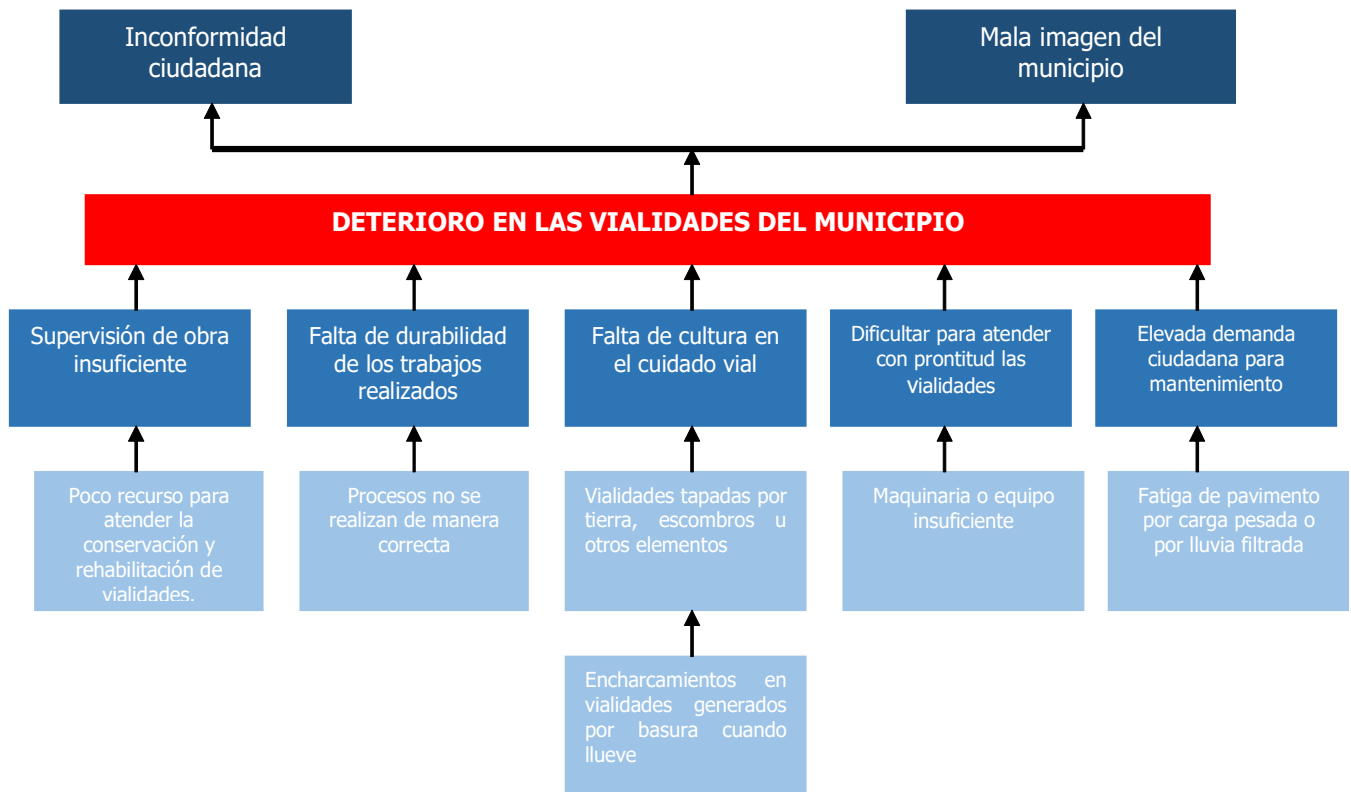 Inconformidad
ciudadana
Mala imagen del
municipio
DETERIORO EN LAS VIALIDADES DEL MUNICIPIO
Supervisión de obra
insuficiente
Falta de durabilidad
de los trabajos
realizados
Falta de cultura en
el cuidado vial
Dificultar para atender
con prontitud las
vialidades
Elevada demanda
ciudadana para
mantenimiento
Poco recurso para
atender la
conservación y
rehabilitación de
vialidades.
Procesos no se
realizan de manera
correcta
Vialidades tapadas por
tierra, escombros u
otros elementos
Maquinaria o equipo
insuficiente
Fatiga de pavimento
por carga pesada o
por lluvia filtrada
Encharcamientos en
vialidades generados
por basura cuando
llueve